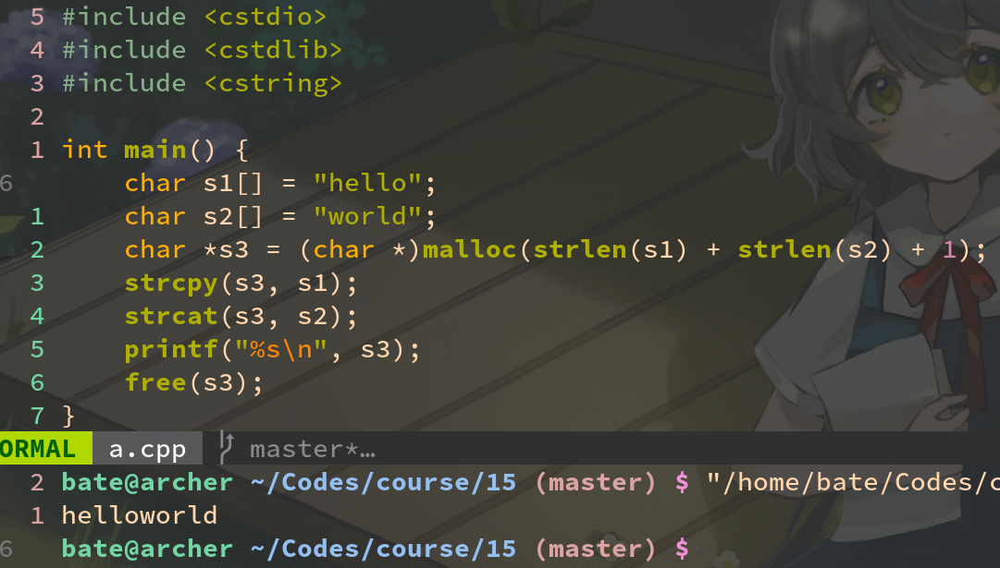 5 #include <cstdio>
4 #include <cstdlib>
3 #include <cstring>
2
1 int main() {
6     char s1[] = "hello";
1     char s2[] = "world";
2     char *s3 = (char *)malloc(strlen(s1) + strlen(s2) + 1);
3     strcpy(s3, s1);
4     strcat(s3, s2);
5     printf("%s\n", s3);
6     free(s3);
7 }
ORMAL a.cpp master*…
2 bate@archer ~/Codes/course/15 (master) $ "/home/bate/Codes/c
1 helloworld
6 bate@archer ~/Codes/course/15 (master) $